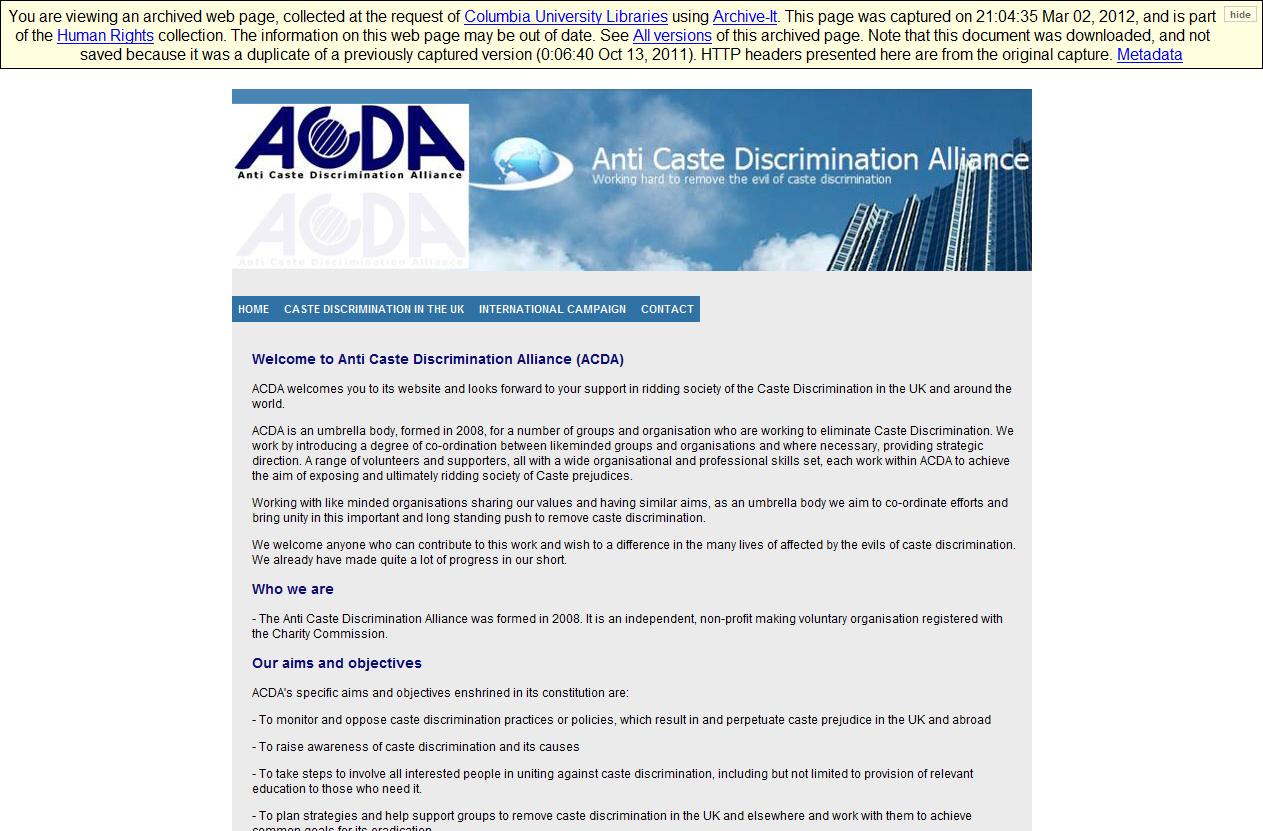 You are viewing an archived web page, collected at the request of Columbia University Libraries using Archive-It. This page was captured on 21:04:35 Mar 02, 2012, and is part
hide
of the Human Rights collection. The information on this web page may be out of date. See All versions of this archived page. Note that this document was downloaded, and not
saved because it was a duplicate of a previously captured version (0:06:40 Oct 13, 2011). HTTP headers presented here are from the original capture. Metadata
ACDA
Anti Caste Discrimination Alliance
ACDA
Anti Caste Discrimination Alliance
Anti Caste Discrimination Alliance
Working hard to remove the evil of caste discrimination
HOME CASTE DISCRIMINATION IN THE UK INTERNATIONAL CAMPAIGN CONTACT
Welcome to Anti Caste Discrimination Alliance (ACDA)
ACDA welcomes you to its website and looks forward to your support in ridding society of the Caste Discrimination in the UK and around the
world.
ACDA is an umbrella body, formed in 2008, for a number of groups and organisation who are working to eliminate Caste Discrimination. We
work by introducing a degree of co-ordination between likeminded groups and organisations and where necessary, providing strategic
direction. A range of volunteers and supporters, all with a wide organisational and professional skills set, each work within ACDA to achieve
the aim of exposing and ultimately ridding society of Caste prejudices.
Working with like minded organisations sharing our values and having similar aims, as an umbrella body we aim to co-ordinate efforts and
bring unity in this important and long standing push to remove caste discrimination.
We welcome anyone who can contribute to this work and wish to a difference in the many lives of affected by the evils of caste discrimination.
We already have made quite a lot of progress in our short.
Who we are
- The Anti Caste Discrimination Alliance was formed in 2008. It is an independent, non-profit making voluntary organisation registered with
the Charity Commission.
Our aims and objectives
ACDA's specific aims and objectives enshrined in its constitution are:
- To monitor and oppose caste discrimination practices or policies, which result in and perpetuate caste prejudice in the UK and abroad
- To raise awareness of caste discrimination and its causes
- To take steps to involve all interested people in uniting against caste discrimination, including but not limited to provision of relevant
education to those who need it.
- To plan strategies and help support groups to remove caste discrimination in the UK and elsewhere and work with them to achieve
common goals for its eradication